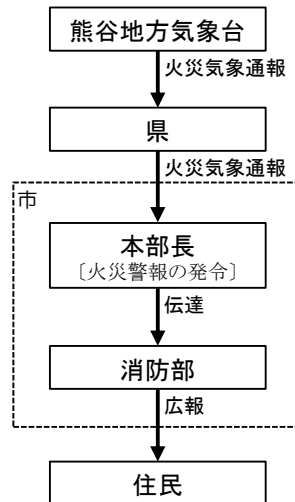 熊谷地方気象台
火災気象通報
県
火災気象通報
市
本部長
〔火災警報の発令〕
伝達
消防部
広報
住民